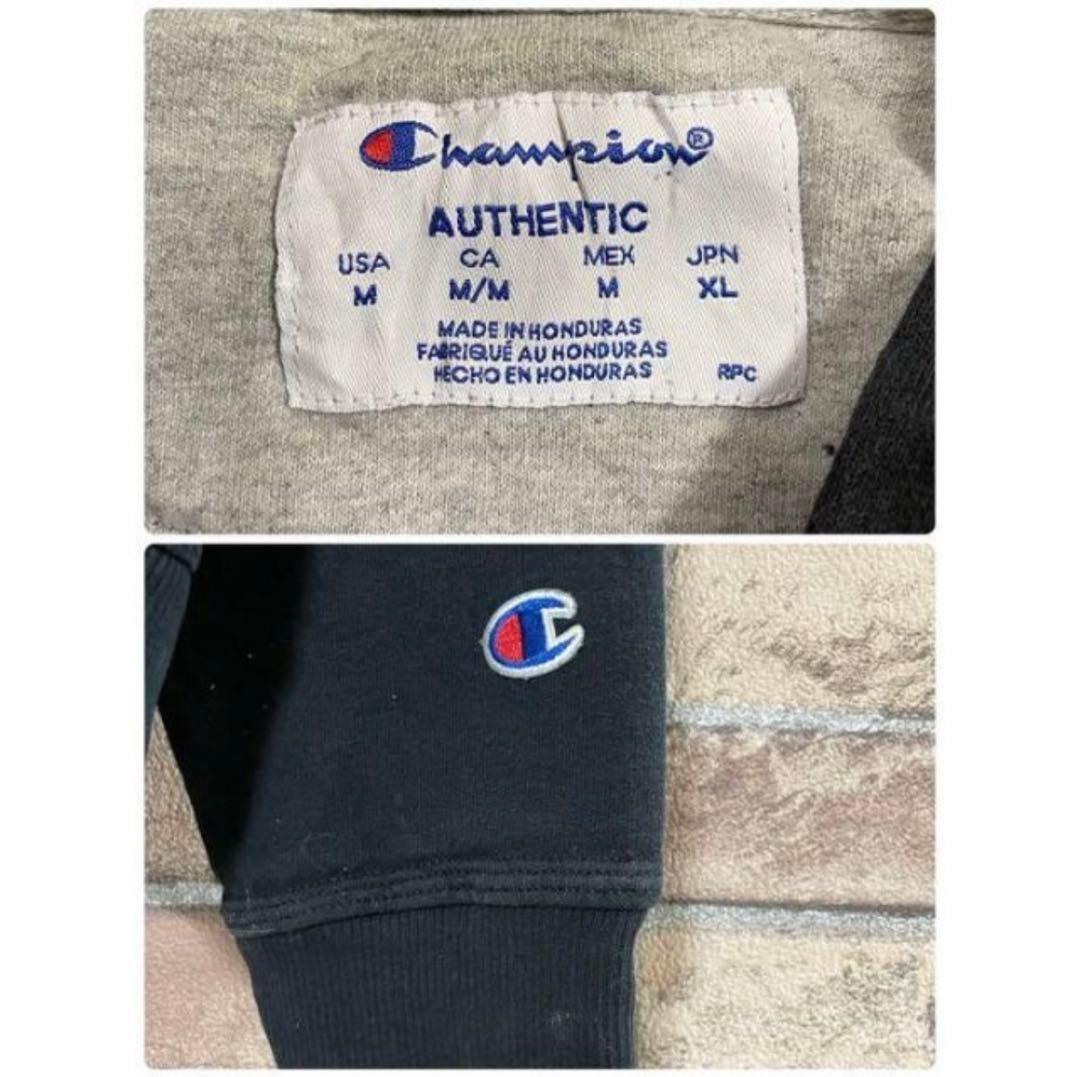 Champion®
AUTHENTIC
USA CA MEX JPN
M M/M M XL
MADE IN HONDURAS
FABRIQUÉ AU HONDURAS
HECHO EN HONDURAS RPC